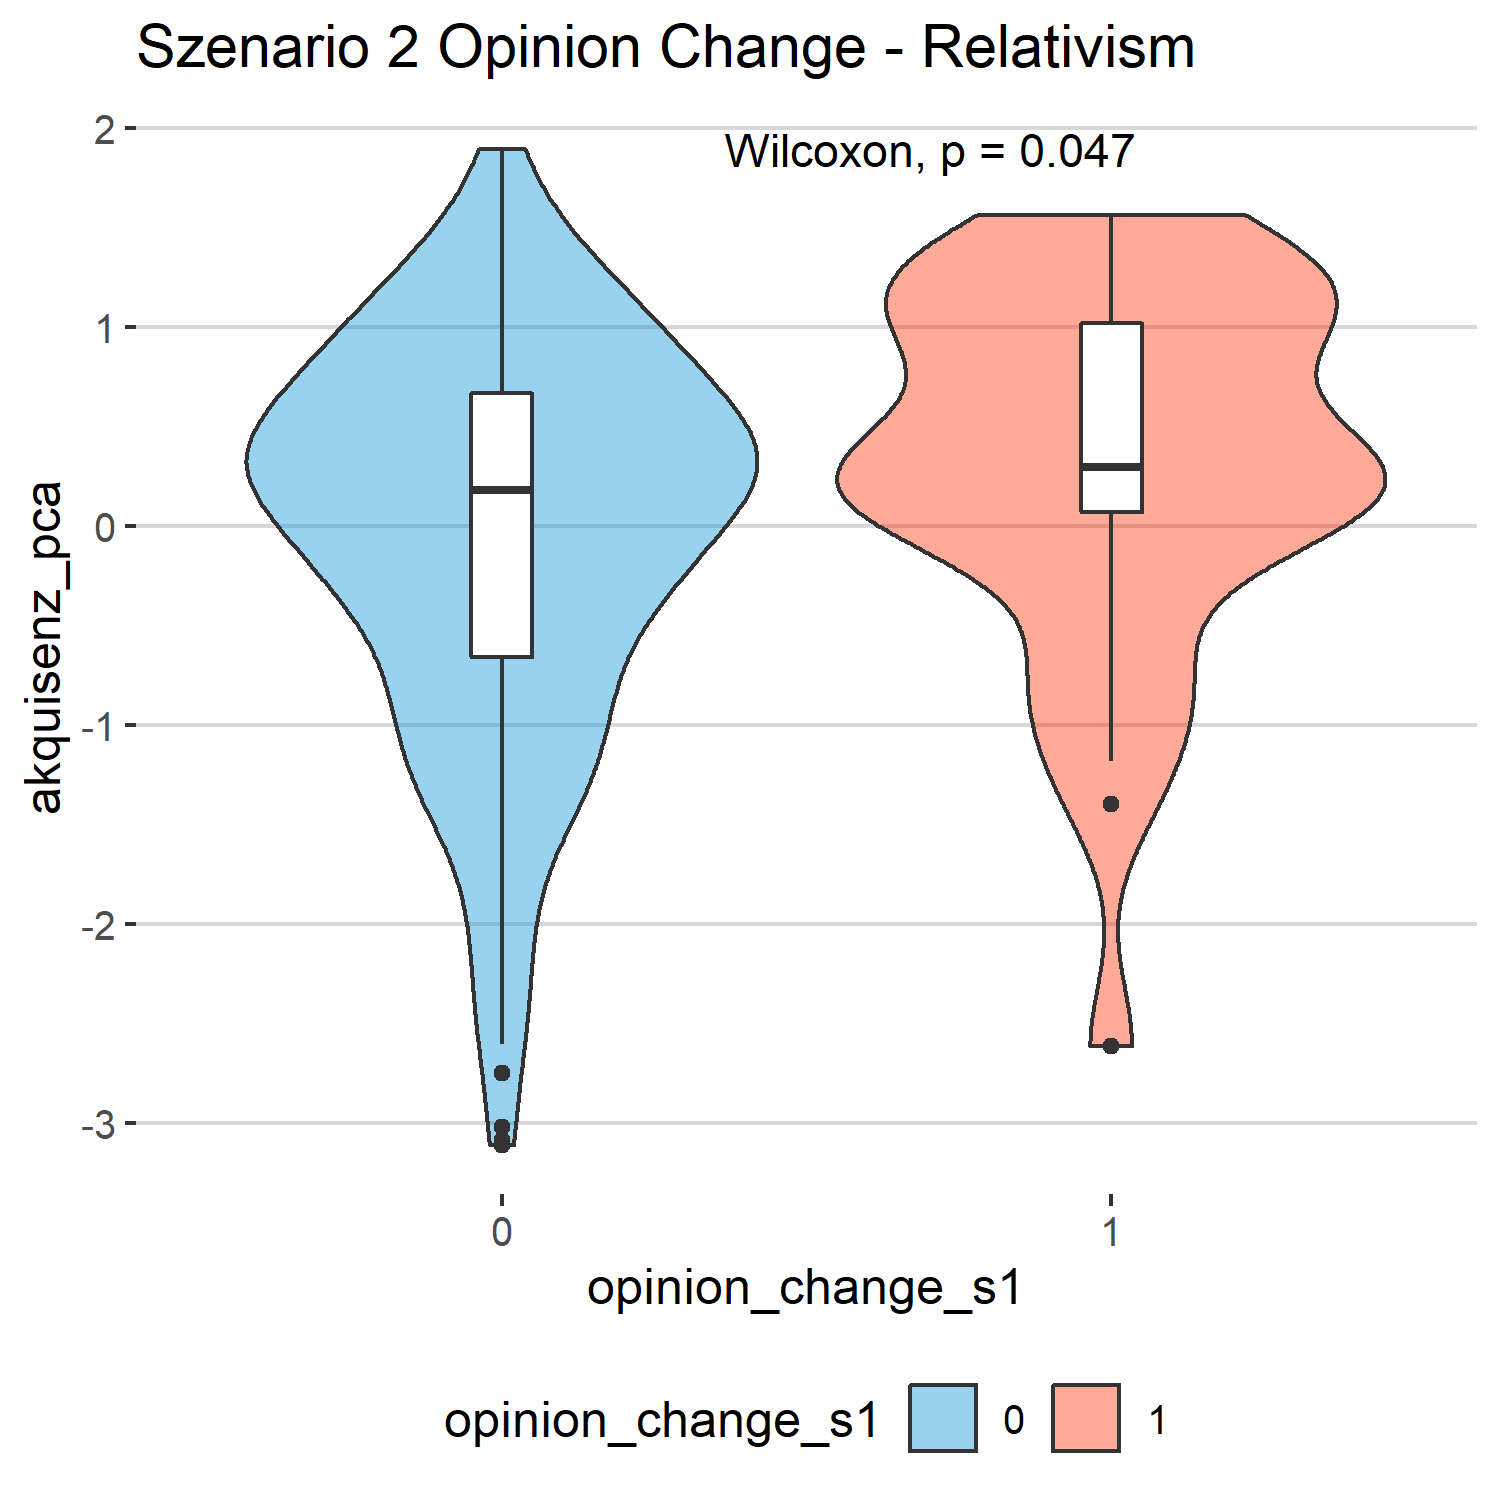 Szenario 2 Opinion Change - Relativism
Wilcoxon, p = 0.047
akquisenz_pca
2
1
0
-1
-2
-3
0 1
opinion_change_s1
opinion_change_s1 0 1